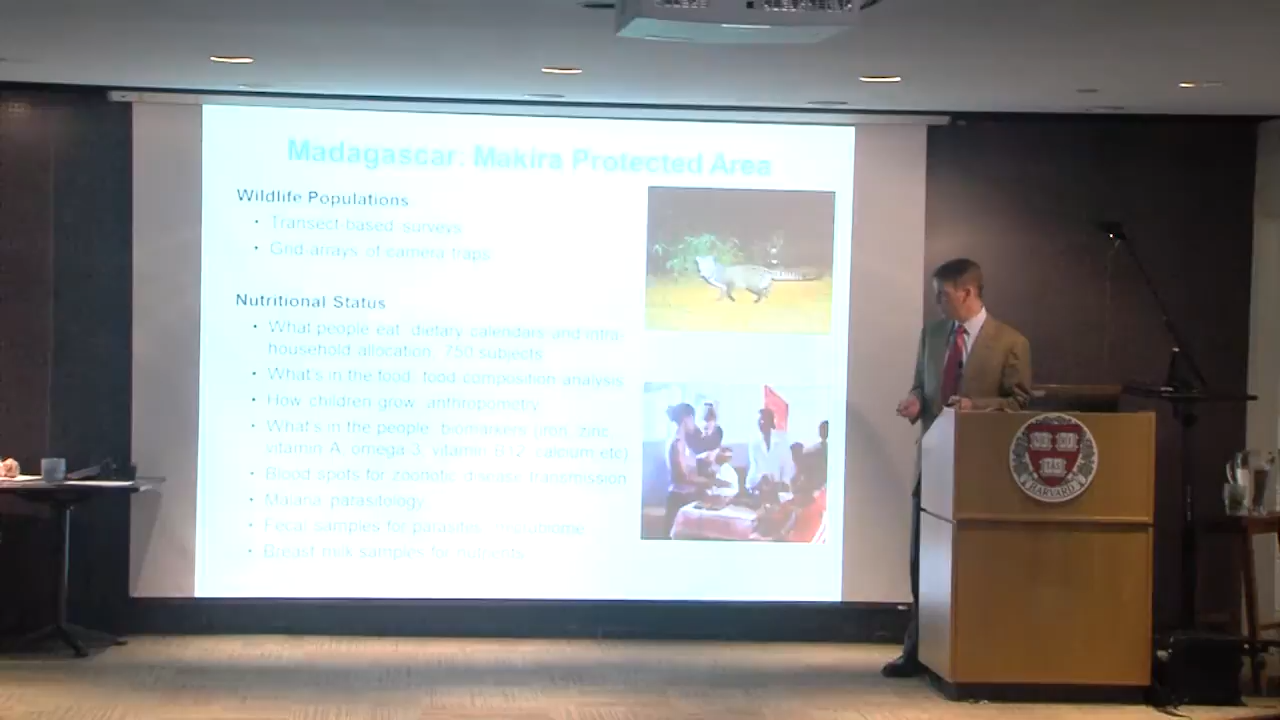 Madagascar: Makira Protected Area
Wildlife Populations
• Transect based surveys
• Grid-arrays of camera traps
Nutritional Status
• What people eat: dietary calendars and intra-
household allocation: 750 subjects
• What's in the food: food composition analysis
• How children grow: anthropometry
• What's in the people: biomarkers (iron, zinc,
vitamin A, omega-3, vitamin B12, calcium etc)
• Blood spots for zoonotic disease transmission
• Malaria parasitology
• Fecal samples for parasites, microbiome
• Breast milk samples for nutrients
VE RI
TAS
HARVARD